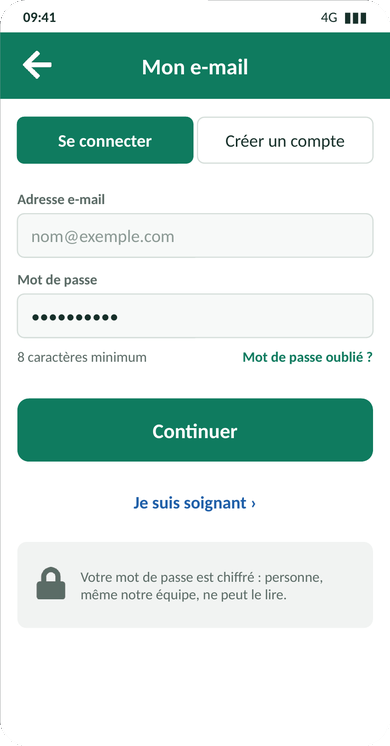 09:41 4G
Mon e-mail
Se connecter Créer un compte
Adresse e-mail
nom@exemple.com
Mot de passe
••••••••••
8 caractères minimum Mot de passe oublié ?
Continuer
Je suis soignant ›
Votre mot de passe est chiffré : personne,
même notre équipe, ne peut le lire.